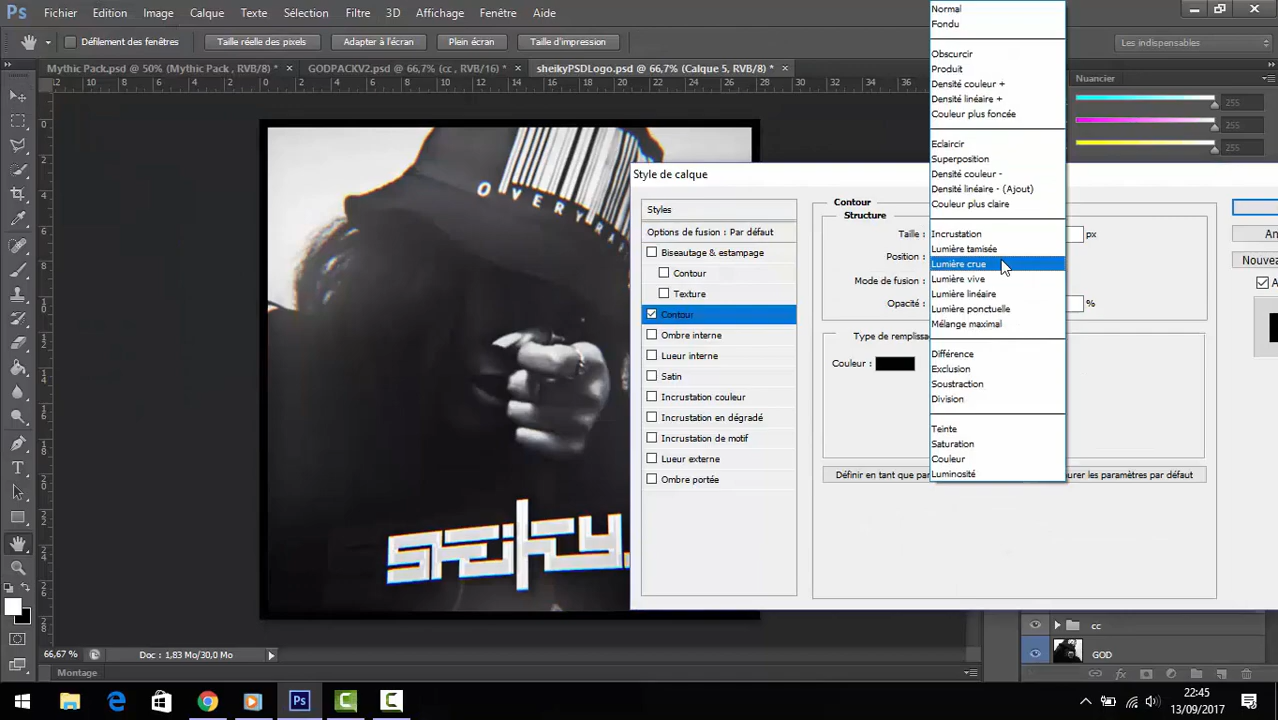 Ps Fichier Edition Image Calque Texte Sélection Filtre 3D Affichage Fenêtre Aide
Défilement des fenêtres Taille réelle des pixels Adapter à l'écran Plein écran Taille d'impression Les indispensables
Mythic Pack.psd @ 50% (Mythic Pack , RVB/8) * × GODPACKV2.psd @ 66,7% (cc , RVB/16) * × sheikyPSDLogo.psd @ 66,7% (Calque 5, RVB/8) * × Nuancier
255
255
255
Normal
Fondu
Obscurcir
Produit
Densité couleur +
Densité linéaire +
Couleur plus foncée
Eclaircir
Superposition
Densité couleur -
Densité linéaire - (Ajout)
Couleur plus claire
Incrustation
Lumière tamisée
Lumière crue
Lumière vive
Lumière linéaire
Lumière ponctuelle
Mélange maximal
Différence
Exclusion
Soustraction
Division
Teinte
Saturation
Couleur
Luminosité
Style de calque
Styles
Options de fusion : Par défaut
Biseautage & estampage
Contour
Texture
Contour
Ombre interne
Lueur interne
Satin
Incrustation couleur
Incrustation en dégradé
Incrustation de motif
Lueur externe
Ombre portée
Contour
Structure
Taille : px
Position :
Mode de fusion :
Opacité : %
Type de remplissa
Couleur :
Définir en tant que par urer les paramètres par défaut
An
Nouvea
A
sheiky.
cc
GOD
66,67 % Doc : 1,83 Mo/30,0 Mo
Montage
22:45
13/09/2017